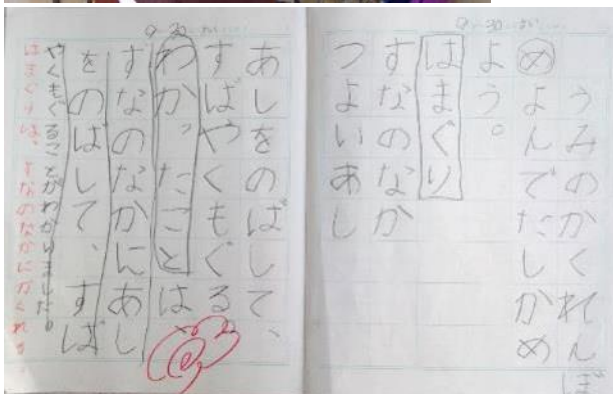 うみのかくれんぼ
めよんでたしかめ
よう。
はまぐり
すなのなか
つよいあし
あしをのばして、
すばやくもぐる
わかったことは
すなのなかにあし
をのばして、すば
やくもぐることがわかりました。
はまぐりは、すなのなかにかくれ